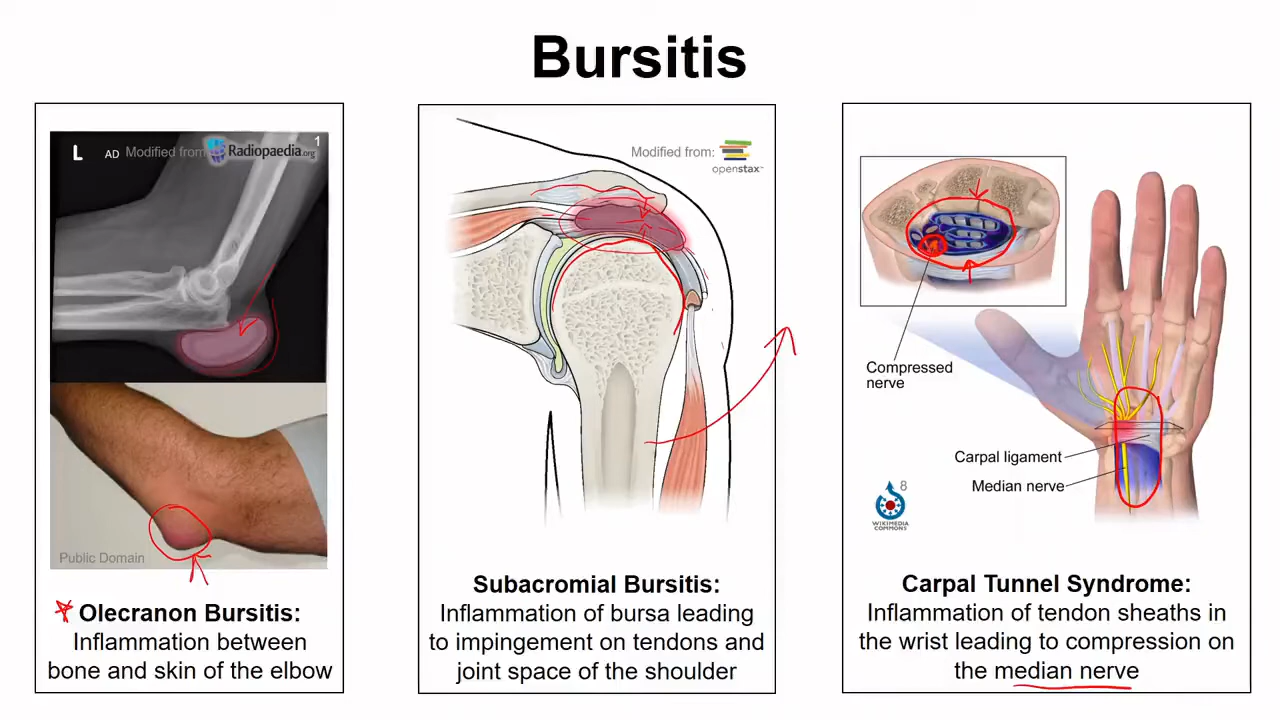 Bursitis
L AD Modified from: Radiopaedia.org 1
Public Domain
Olecranon Bursitis:
Inflammation between
bone and skin of the elbow
Modified from:
openstax™
Subacromial Bursitis:
Inflammation of bursa leading
to impingement on tendons and
joint space of the shoulder
Compressed
nerve
Carpal ligament
Median nerve
8
WIKIMEDIA
COMMONS
Carpal Tunnel Syndrome:
Inflammation of tendon sheaths in
the wrist leading to compression on
the median nerve